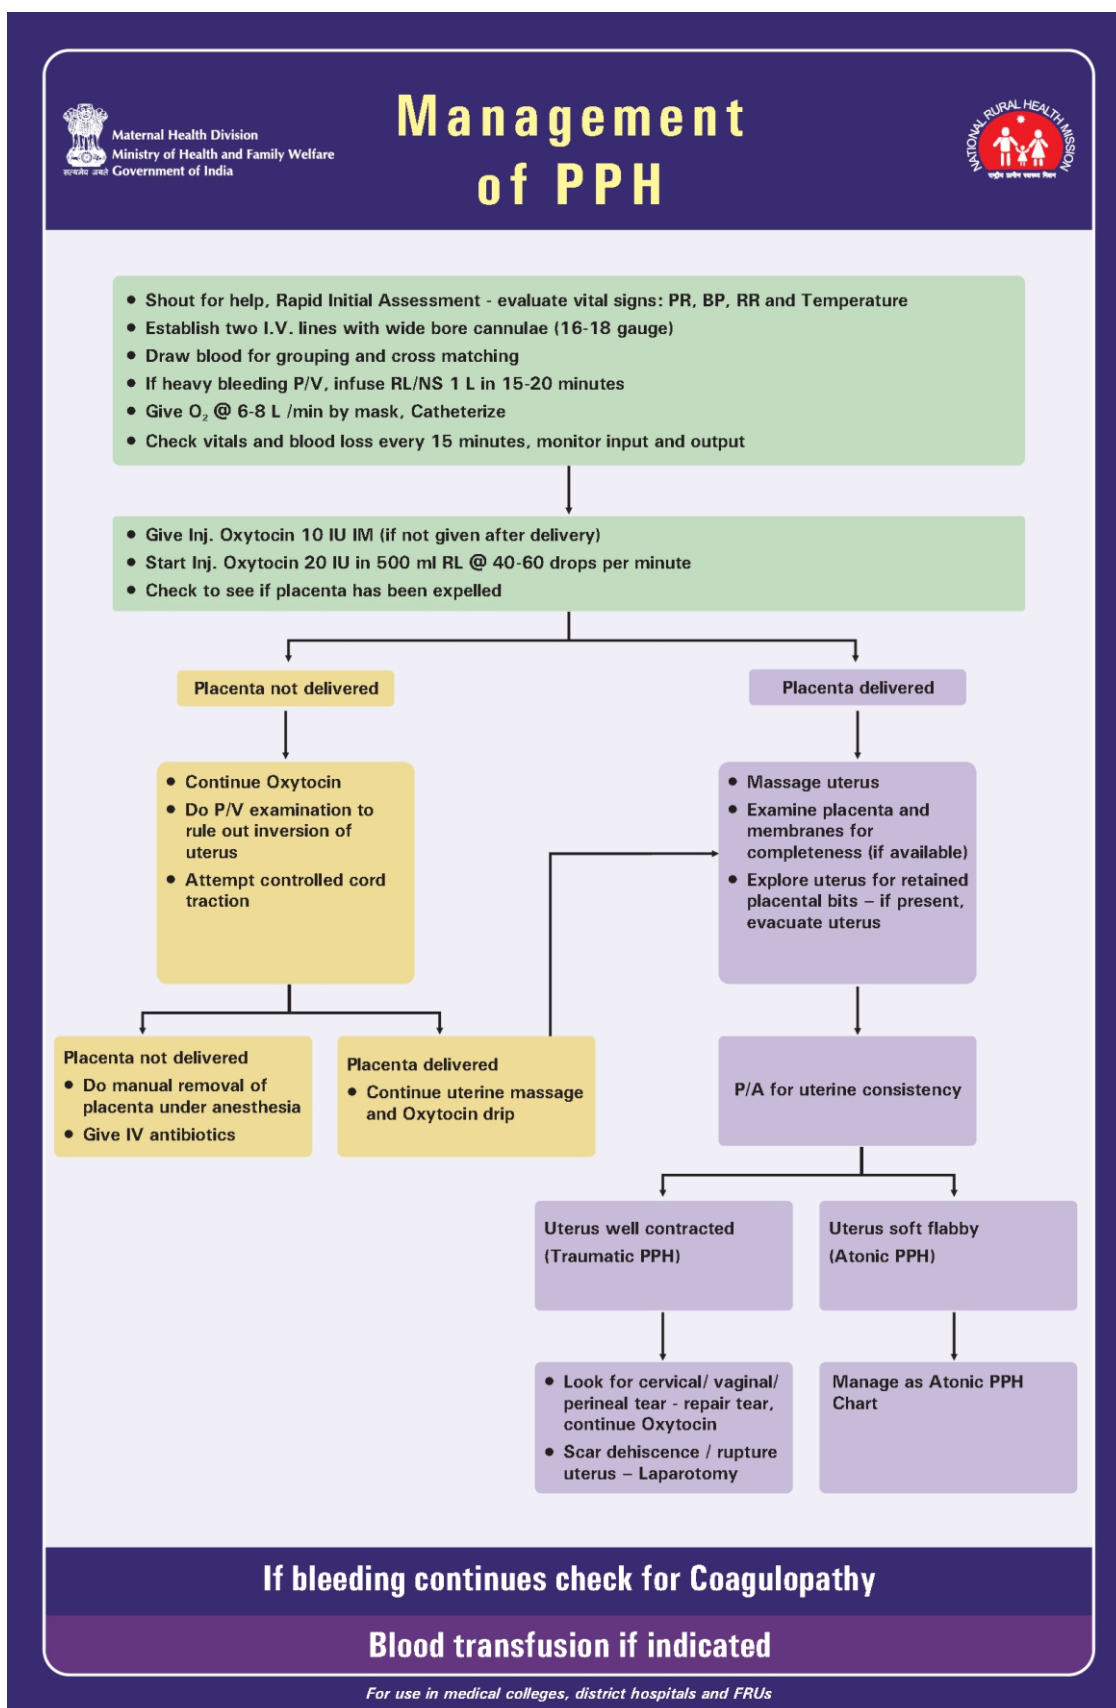 Management
of PPH
Maternal Health Division
Ministry of Health and Family Welfare
Government of India
सत्यमेव जयते
NATIONAL RURAL HEALTH MISSION
राष्ट्रीय ग्रामीण स्वास्थ्य मिशन
• Shout for help, Rapid Initial Assessment - evaluate vital signs: PR, BP, RR and Temperature
• Establish two I.V. lines with wide bore cannulae (16-18 gauge)
• Draw blood for grouping and cross matching
• If heavy bleeding P/V, infuse RL/NS 1 L in 15-20 minutes
• Give O₂ @ 6-8 L /min by mask, Catheterize
• Check vitals and blood loss every 15 minutes, monitor input and output
• Give Inj. Oxytocin 10 IU IM (if not given after delivery)
• Start Inj. Oxytocin 20 IU in 500 ml RL @ 40-60 drops per minute
• Check to see if placenta has been expelled
Placenta not delivered
• Continue Oxytocin
• Do P/V examination to
rule out inversion of
uterus
• Attempt controlled cord
traction
Placenta not delivered
• Do manual removal of
placenta under anesthesia
• Give IV antibiotics
Placenta delivered
• Continue uterine massage
and Oxytocin drip
Placenta delivered
• Massage uterus
• Examine placenta and
membranes for
completeness (if available)
• Explore uterus for retained
placental bits – if present,
evacuate uterus
P/A for uterine consistency
Uterus well contracted
(Traumatic PPH)
• Look for cervical/ vaginal/
perineal tear - repair tear,
continue Oxytocin
• Scar dehiscence / rupture
uterus – Laparotomy
Uterus soft flabby
(Atonic PPH)
Manage as Atonic PPH
Chart
If bleeding continues check for Coagulopathy
Blood transfusion if indicated
For use in medical colleges, district hospitals and FRUs